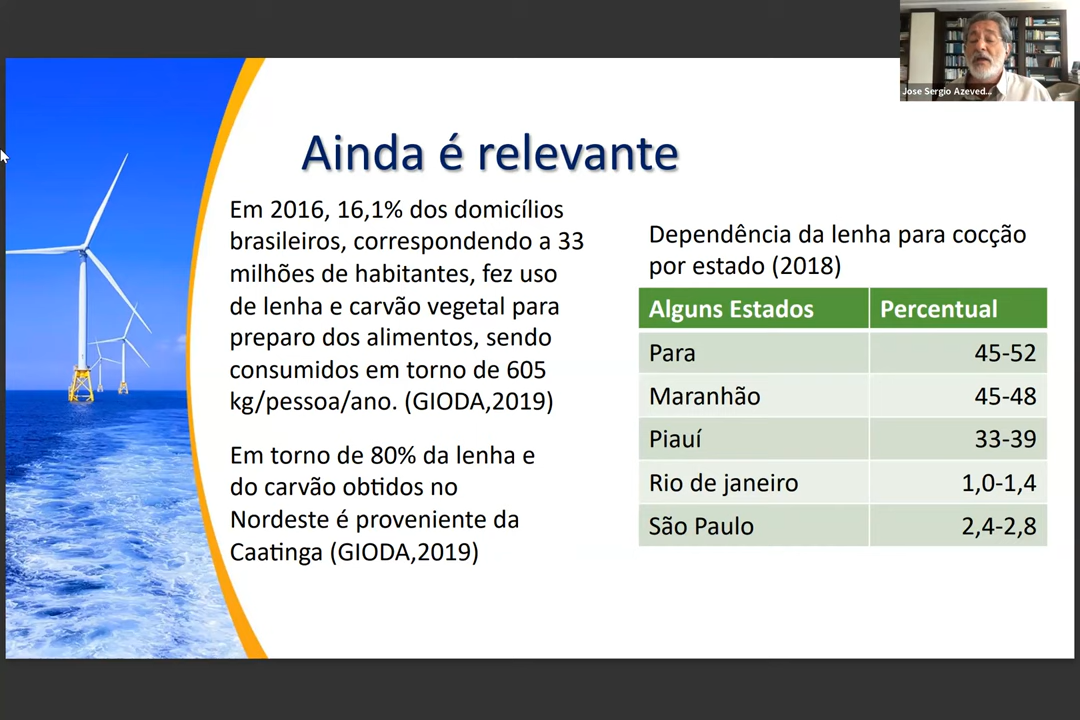 Jose Sergio Azeved...
Ainda é relevante
Em 2016, 16,1% dos domicílios
brasileiros, correspondendo a 33
milhões de habitantes, fez uso
de lenha e carvão vegetal para
preparo dos alimentos, sendo
consumidos em torno de 605
kg/pessoa/ano. (GIODA,2019)
Em torno de 80% da lenha e
do carvão obtidos no
Nordeste é proveniente da
Caatinga (GIODA,2019)
Dependência da lenha para cocção
por estado (2018)
Alguns Estados Percentual
Para 45-52
Maranhão 45-48
Piauí 33-39
Rio de janeiro 1,0-1,4
São Paulo 2,4-2,8